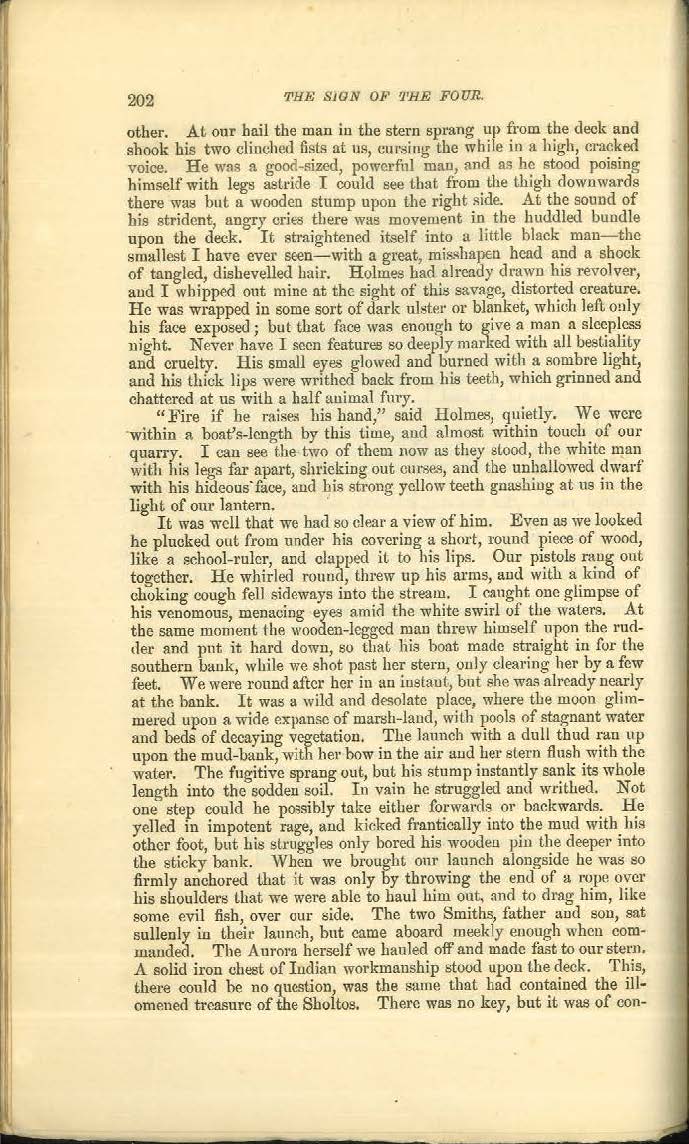 202
THE SIGN OF THE FOUR.
other. At our hail the man in the stern sprang up from the deck and
shook his two clinched fists at us, cursing the while in a high, cracked
voice. He was a good-sized, powerful man, and as he stood poising
himself with legs astride I could see that from the thigh downwards
there was but a wooden stump upon the right side. At the sound of
his strident, angry cries there was movement in the huddled bundle
upon the deck. It straightened itself into a little black man—the
smallest I have ever seen—with a great, misshapen head and a shock
of tangled, dishevelled hair. Holmes had already drawn his revolver,
and I whipped out mine at the sight of this savage, distorted creature.
He was wrapped in some sort of dark ulster or blanket, which left only
his face exposed; but that face was enough to give a man a sleepless
night. Never have I seen features so deeply marked with all bestiality
and cruelty. His small eyes glowed and burned with a sombre light,
and his thick lips were writhed back from his teeth, which grinned and
chattered at us with a half animal fury.
"Fire if he raises his hand," said Holmes, quietly. We were
within a boat's-length by this time, and almost within touch of our
quarry. I can see the two of them now as they stood, the white man
with his legs far apart, shrieking out curses, and the unhallowed dwarf
with his hideous face, and his strong yellow teeth gnashing at us in the
light of our lantern.
It was well that we had so clear a view of him. Even as we looked
he plucked out from under his covering a short, round piece of wood,
like a school-ruler, and clapped it to his lips. Our pistols rang out
together. He whirled round, threw up his arms, and with a kind of
choking cough fell sideways into the stream. I caught one glimpse of
his venomous, menacing eyes amid the white swirl of the waters. At
the same moment the wooden-legged man threw himself upon the rud-
der and put it hard down, so that his boat made straight in for the
southern bank, while we shot past her stern, only clearing her by a few
feet. We were round after her in an instant, but she was already nearly
at the bank. It was a wild and desolate place, where the moon glim-
mered upon a wide expanse of marsh-land, with pools of stagnant water
and beds of decaying vegetation. The launch with a dull thud ran up
upon the mud-bank, with her bow in the air and her stern flush with the
water. The fugitive sprang out, but his stump instantly sank its whole
length into the sodden soil. In vain he struggled and writhed. Not
one step could he possibly take either forwards or backwards. He
yelled in impotent rage, and kicked frantically into the mud with his
other foot, but his struggles only bored his wooden pin the deeper into
the sticky bank. When we brought our launch alongside he was so
firmly anchored that it was only by throwing the end of a rope over
his shoulders that we were able to haul him out, and to drag him, like
some evil fish, over our side. The two Smiths, father and son, sat
sullenly in their launch, but came aboard meekly enough when com-
manded. The Aurora herself we hauled off and made fast to our stern.
A solid iron chest of Indian workmanship stood upon the deck. This,
there could be no question, was the same that had contained the ill-
omened treasure of the Sholtos. There was no key, but it was of con-